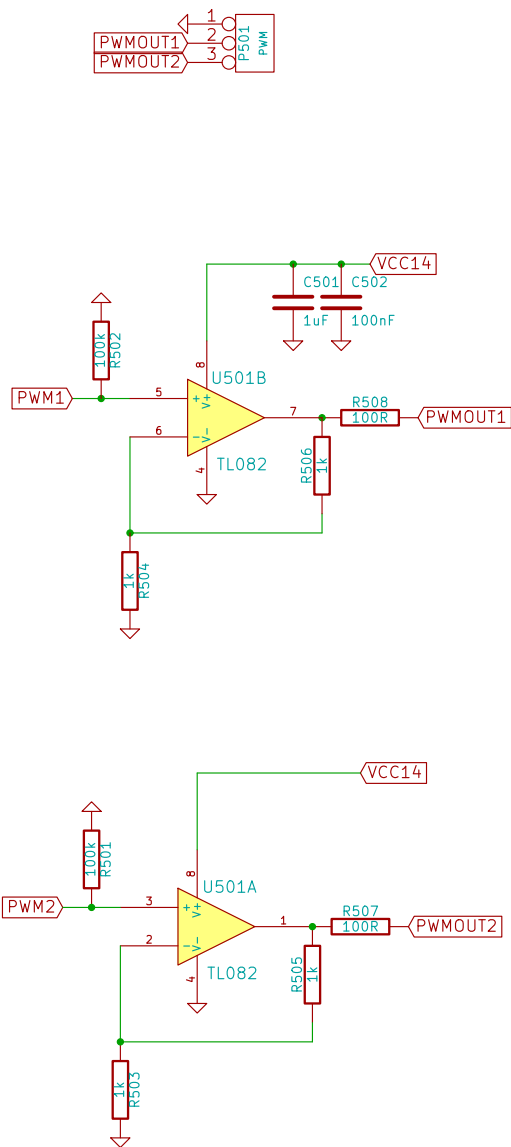 1
PWMOUT1 2
PWMOUT2 3
P501
PWM
VCC14
C501 C502
1uF 100nF
100k
R502
8
U501B
PWM1 5 + V+
6 − V−
7
R508
100R
PWMOUT1
4
TL082
R506
1k
1k
R504
VCC14
100k
R501
8
U501A
PWM2 3 + V+
2 − V−
1
R507
100R
PWMOUT2
4
TL082
R505
1k
1k
R503